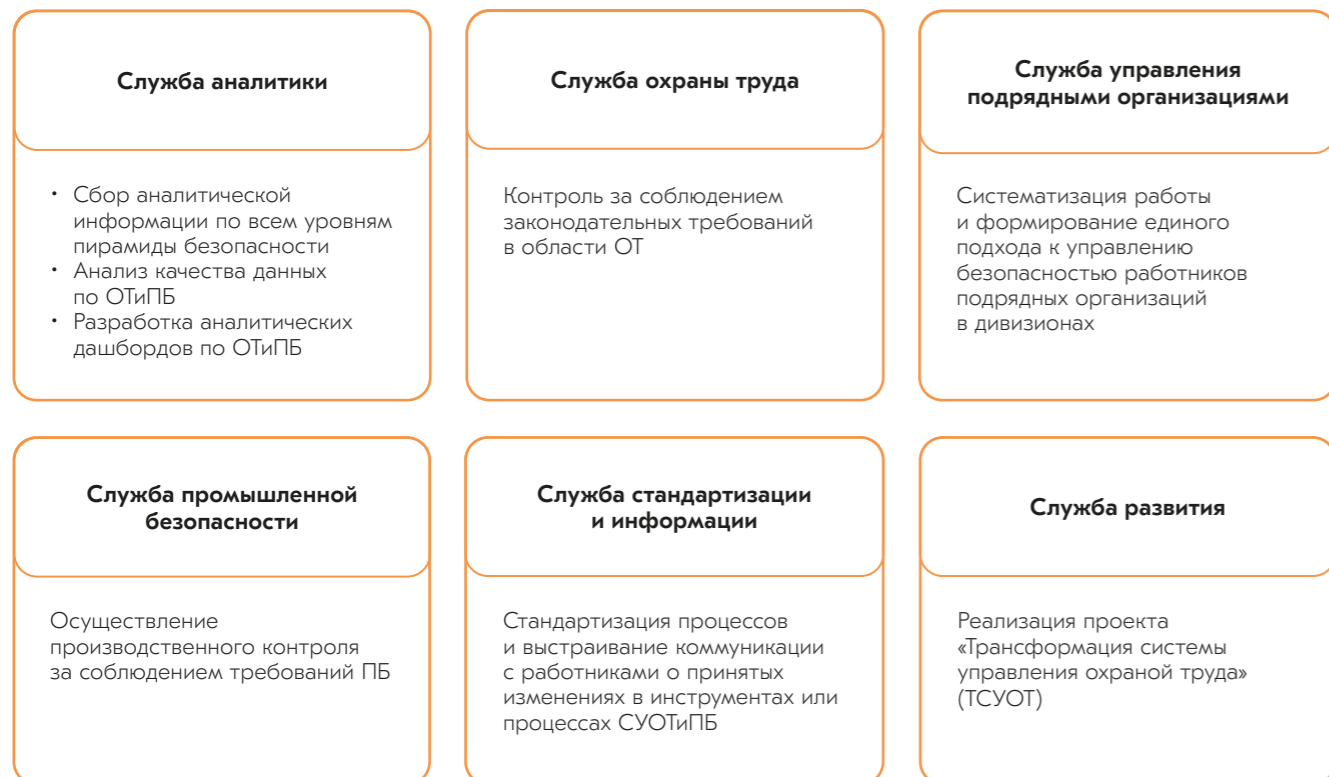 Служба аналитики
• Сбор аналитической
информации по всем уровням
пирамиды безопасности
• Анализ качества данных
по ОТиПБ
• Разработка аналитических
дашбордов по ОТиПБ
Служба охраны труда
Контроль за соблюдением
законодательных требований
в области ОТ
Служба управления
подрядными организациями
Систематизация работы
и формирование единого
подхода к управлению
безопасностью работников
подрядных организаций
в дивизионах
Служба промышленной
безопасности
Осуществление
производственного контроля
за соблюдением требований ПБ
Служба стандартизации
и информации
Стандартизация процессов
и выстраивание коммуникации
с работниками о принятых
изменениях в инструментах или
процессах СУОТиПБ
Служба развития
Реализация проекта
«Трансформация системы
управления охраной труда»
(ТСУОТ)